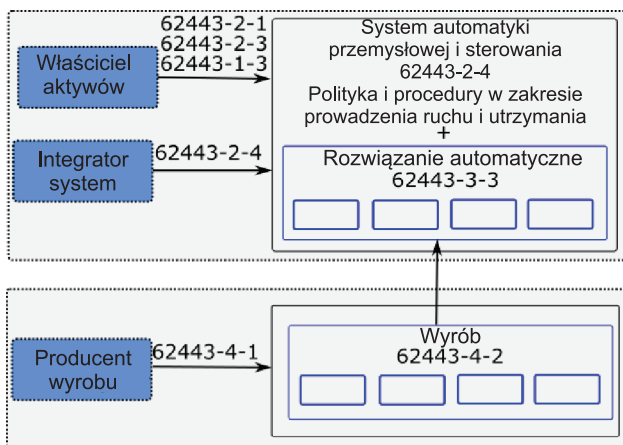 Właściciel
aktywów
62443-2-1
62443-2-3
62443-1-3
System automatyki
przemysłowej i sterowania
62443-2-4
Polityka i procedury w zakresie
prowadzenia ruchu i utrzymania
+
Integrator
system
62443-2-4
Rozwiązanie automatyczne
62443-3-3
Producent
wyrobu
62443-4-1
Wyrób
62443-4-2